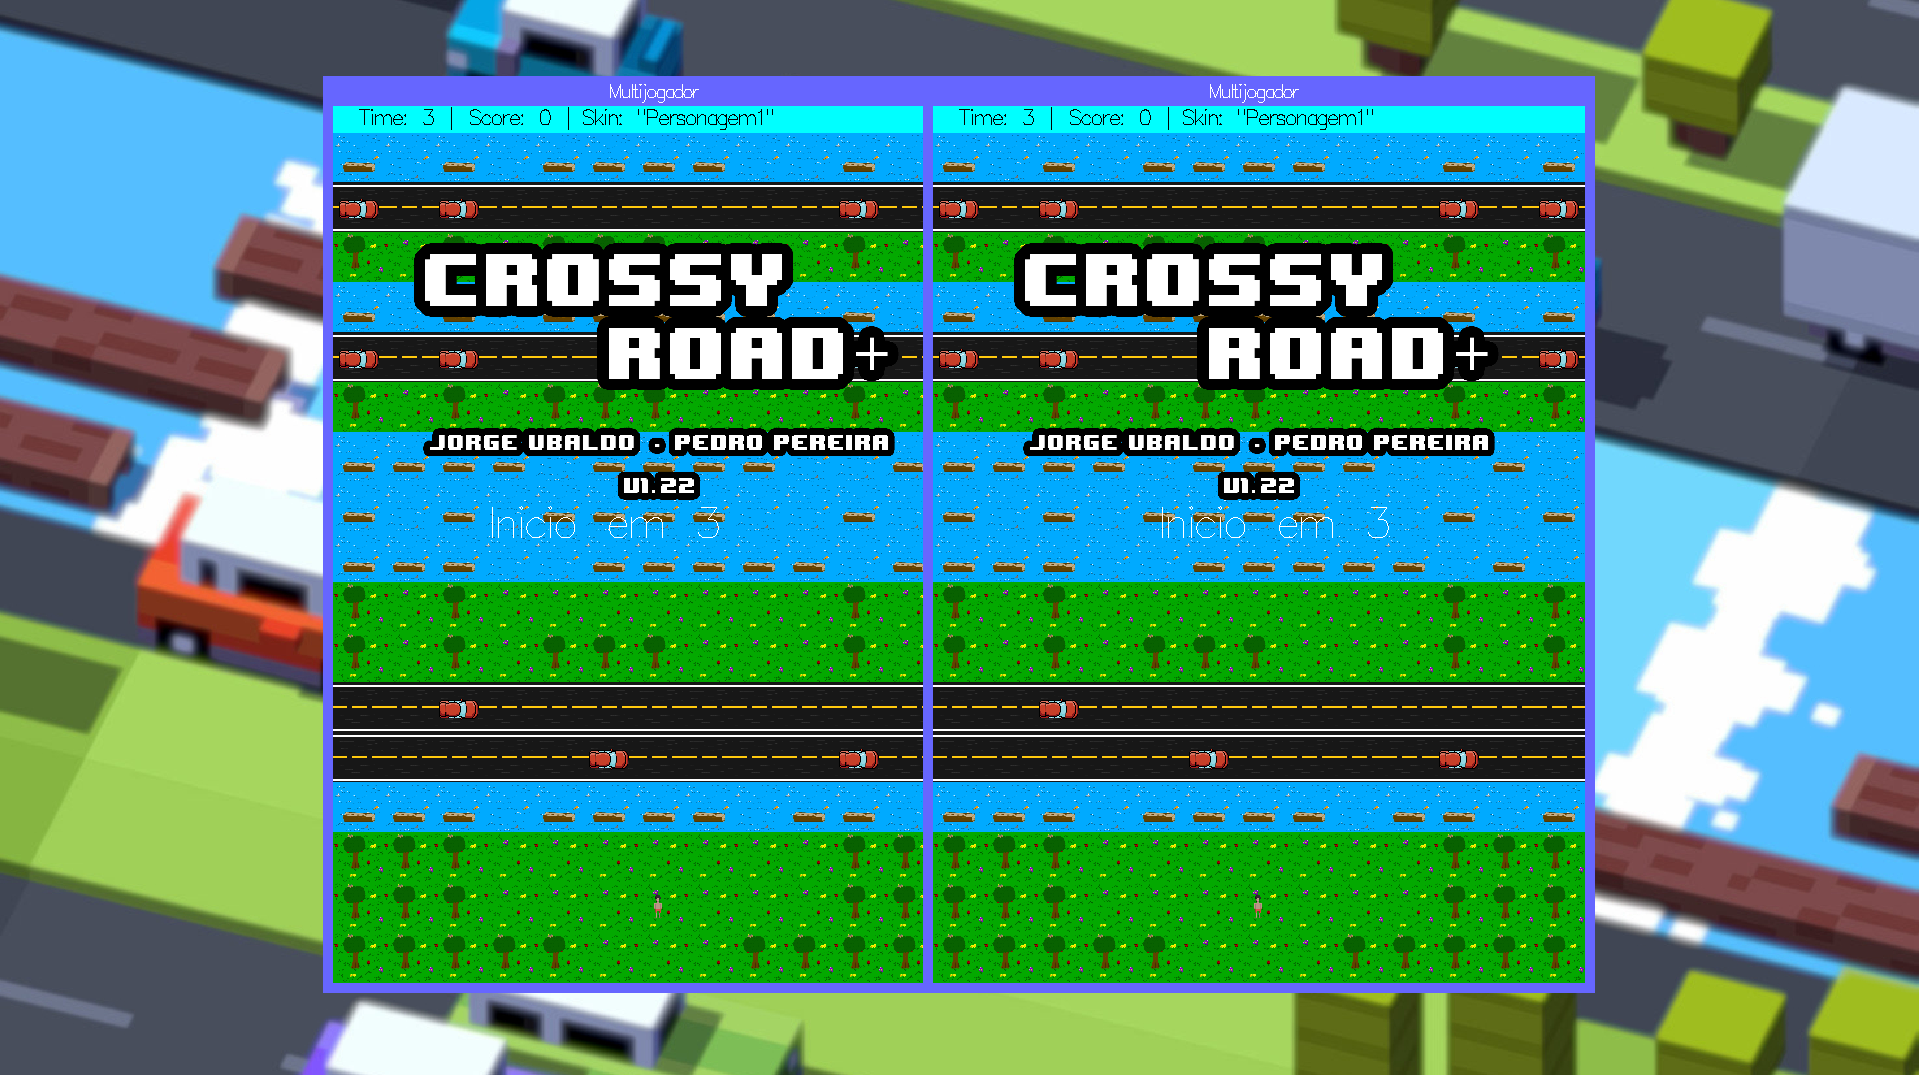 Multijogador
Time: 3 | Score: 0 | Skin: "Personagem1"
CROSSY
ROAD+
JORGE UBALDO - PEDRO PEREIRA
V1.22
Inicio em 3
Multijogador
Time: 3 | Score: 0 | Skin: "Personagem1"
CROSSY
ROAD+
JORGE UBALDO - PEDRO PEREIRA
V1.22
Inicio em 3